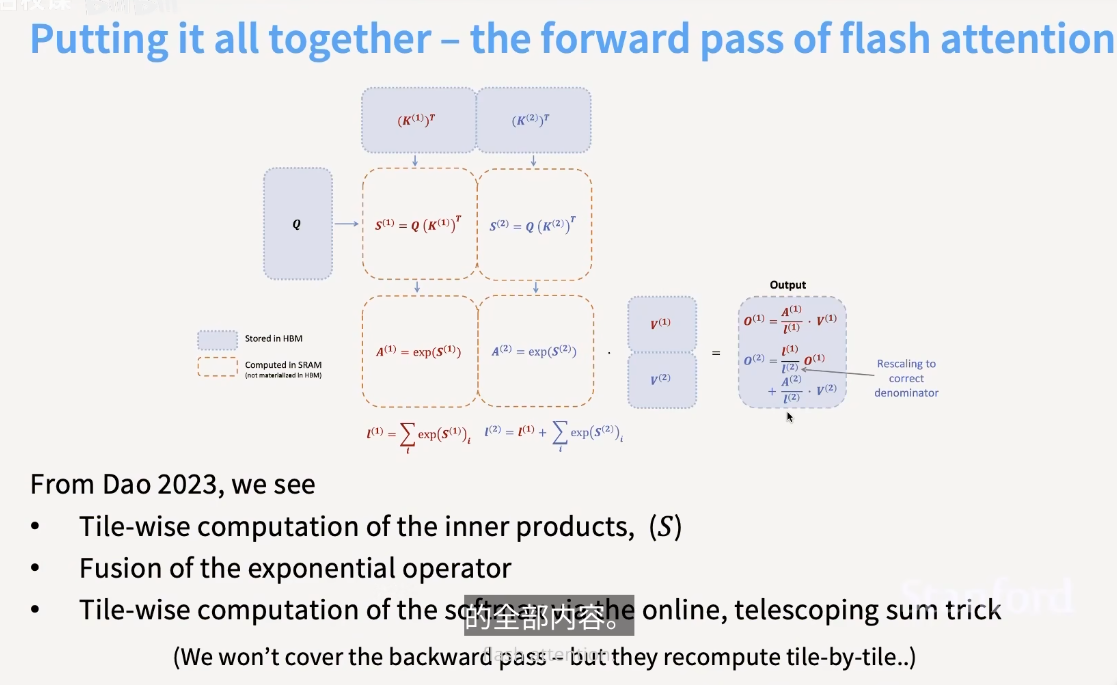 Putting it all together – the forward pass of flash attention
(K⁽¹⁾)ᵀ (K⁽²⁾)ᵀ
Q
S⁽¹⁾ = Q (K⁽¹⁾)ᵀ S⁽²⁾ = Q (K⁽²⁾)ᵀ
Output
Stored in HBM
Computed in SRAM
(not materialized in HBM)
A⁽¹⁾ = exp(S⁽¹⁾) A⁽²⁾ = exp(S⁽²⁾)
·
V⁽¹⁾
V⁽²⁾
=
O⁽¹⁾ = A⁽¹⁾/l⁽¹⁾ · V⁽¹⁾
O⁽²⁾ = l⁽¹⁾/l⁽²⁾ O⁽¹⁾
+ A⁽²⁾/l⁽²⁾ · V⁽²⁾
Rescaling to
correct
denominator
l⁽¹⁾ = ∑ᵢ exp(S⁽¹⁾)ᵢ l⁽²⁾ = l⁽¹⁾ + ∑ᵢ exp(S⁽²⁾)ᵢ
From Dao 2023, we see
• Tile-wise computation of the inner products, (S)
• Fusion of the exponential operator
• Tile-wise computation of the softmax via the online, telescoping sum trick
的全部内容。
flash attention.
(We won't cover the backward pass – but they recompute tile-by-tile..)
Stanford